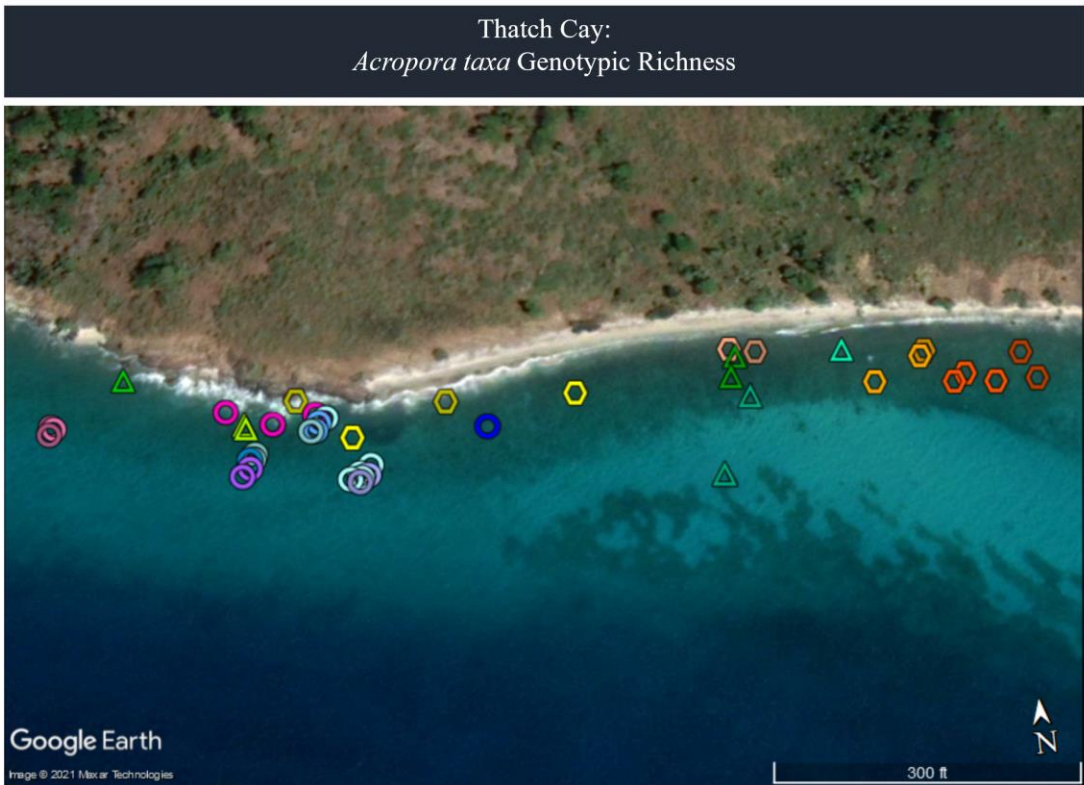 Thatch Cay:
Acropora taxa Genotypic Richness
N
Google Earth
Image © 2021 Maxar Technologies
300 ft